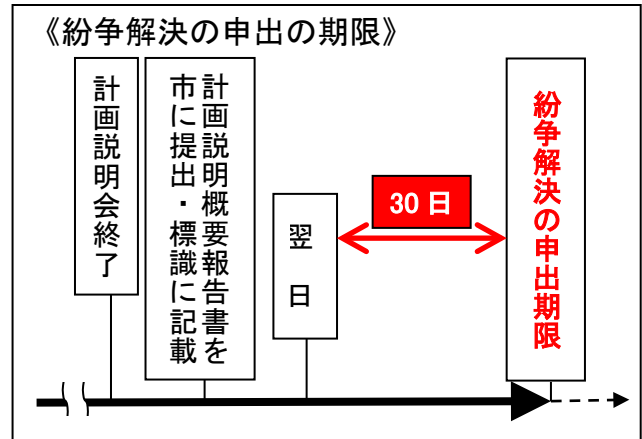 《紛争解決の申出の期限》
計画説明会終了
計画説明概要報告書を
市に提出・標識に記載
翌日
30日
紛争解決の申出期限